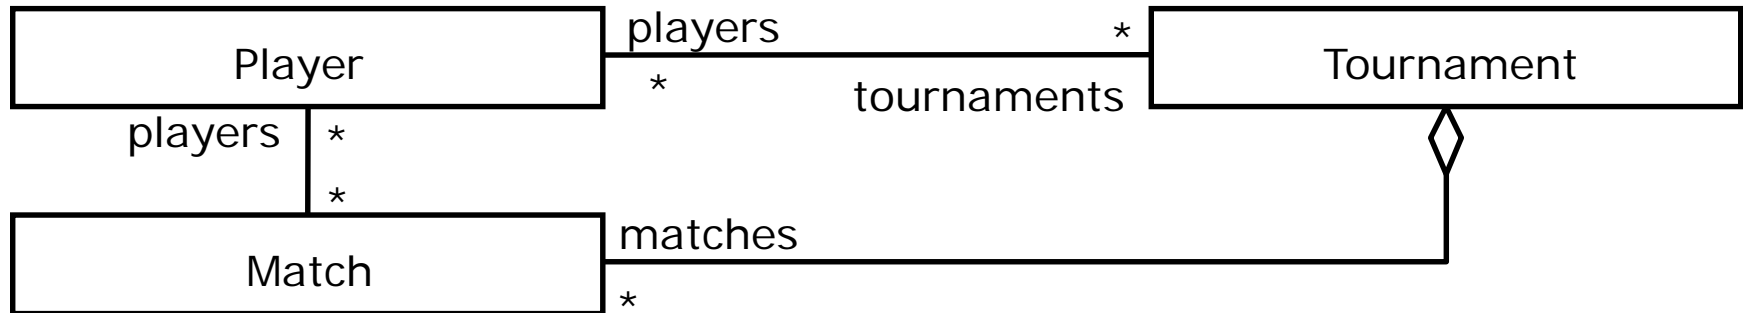 players
*
Player
Tournament
*
tournaments
players
*
*
matches
Match
*